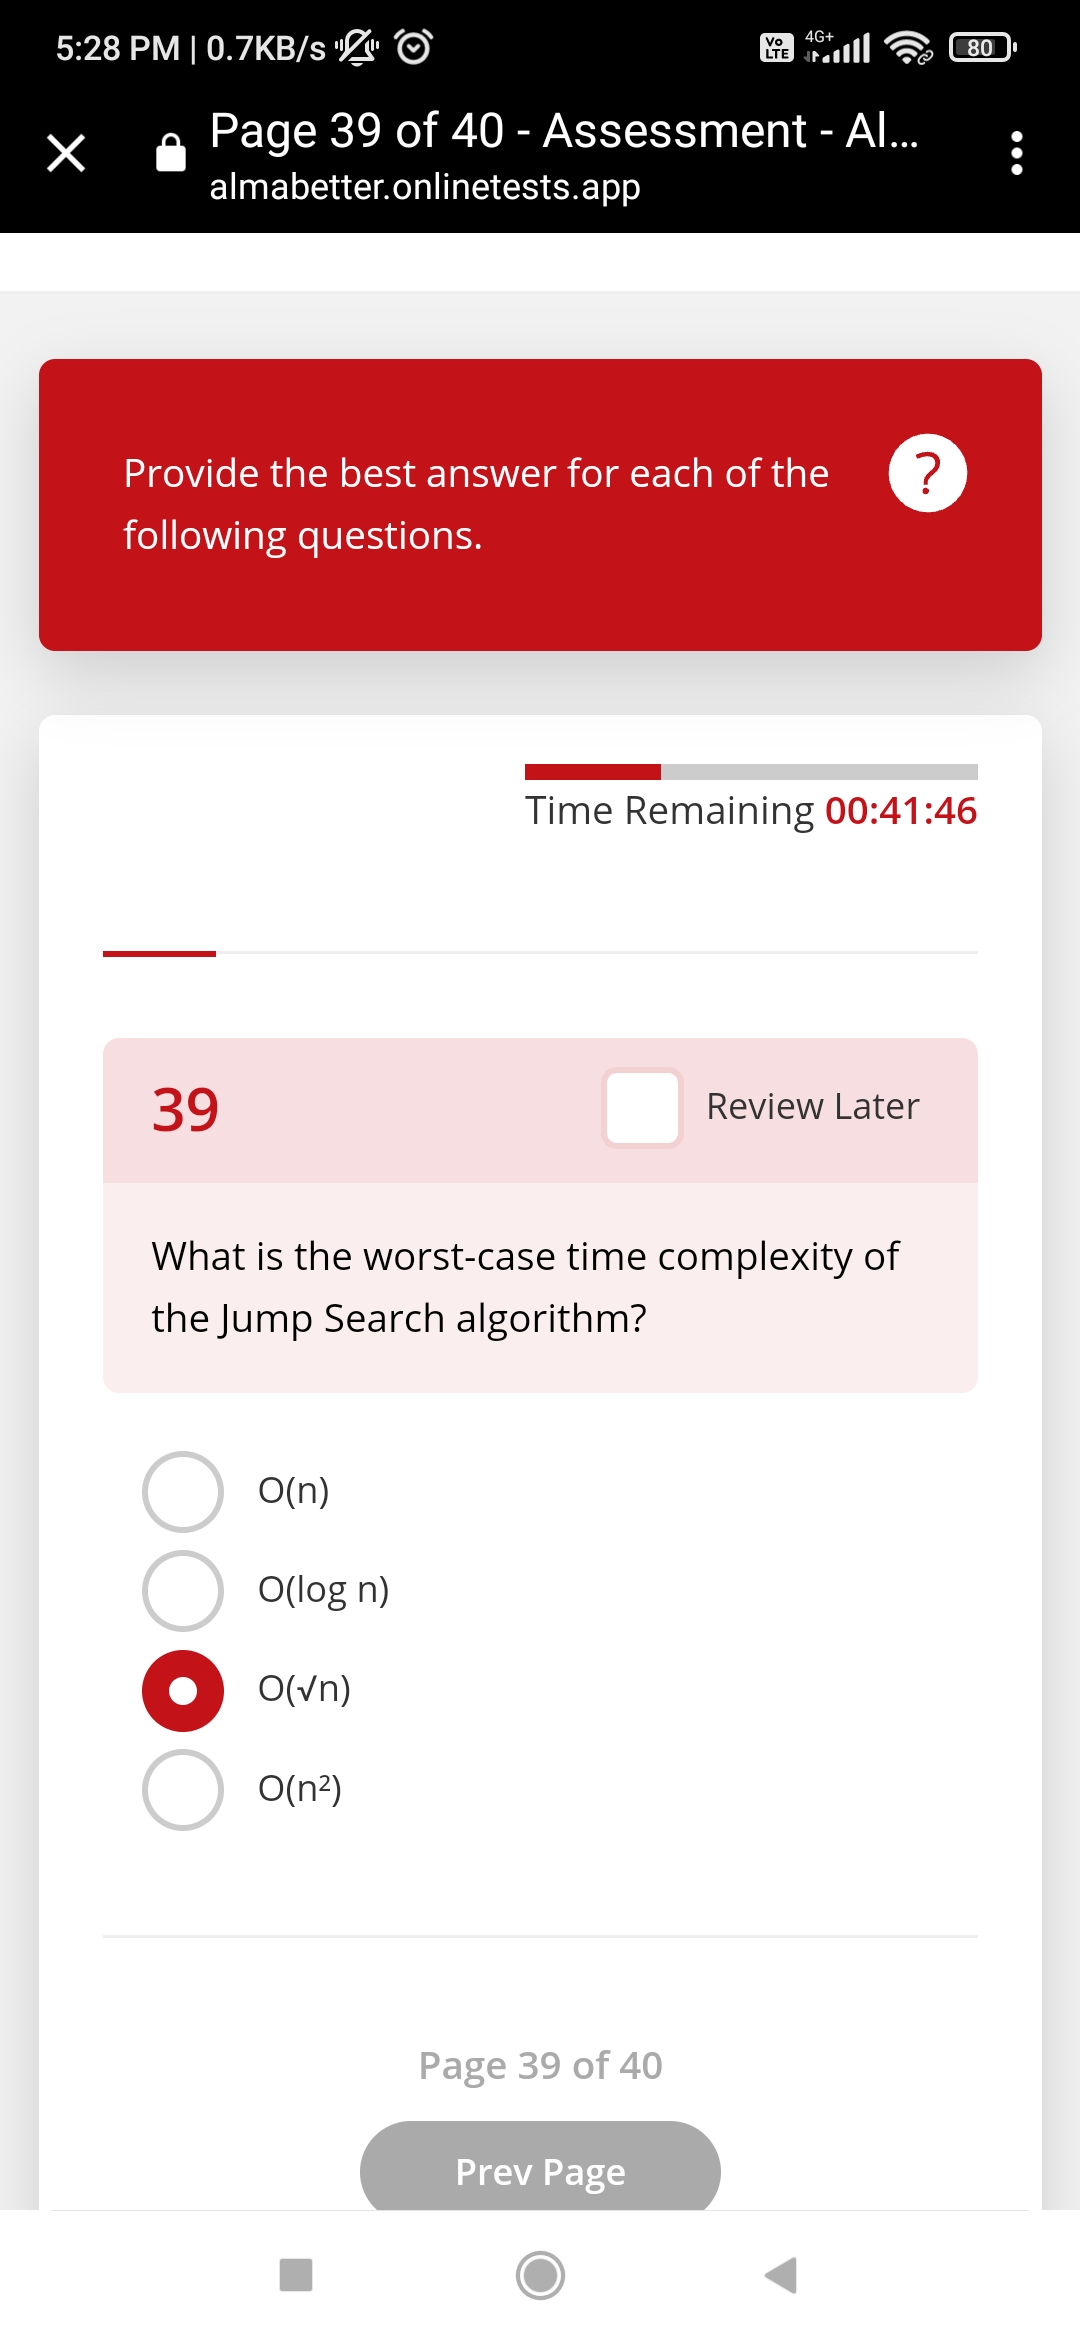 5:28 PM | 0.7KB/s
Vo LTE 4G+ 80
Page 39 of 40 - Assessment - Al...
almabetter.onlinetests.app
Provide the best answer for each of the
?
following questions.
Time Remaining 00:41:46
39 Review Later
What is the worst-case time complexity of
the Jump Search algorithm?
O(n)
O(log n)
O(√n)
O(n²)
Page 39 of 40
Prev Page